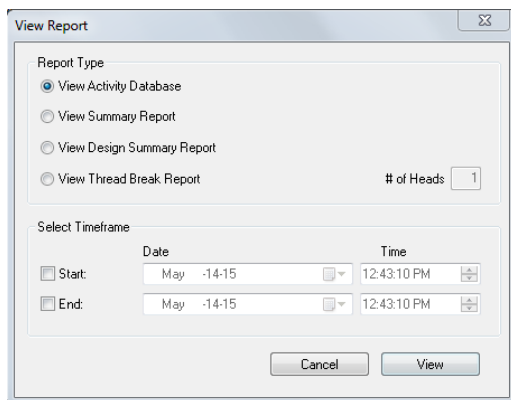 View Report
Report Type
View Activity Database
View Summary Report
View Design Summary Report
View Thread Break Report # of Heads 1
Select Timeframe
Date Time
Start: May -14-15 12:43:10 PM
End: May -14-15 12:43:10 PM
Cancel View